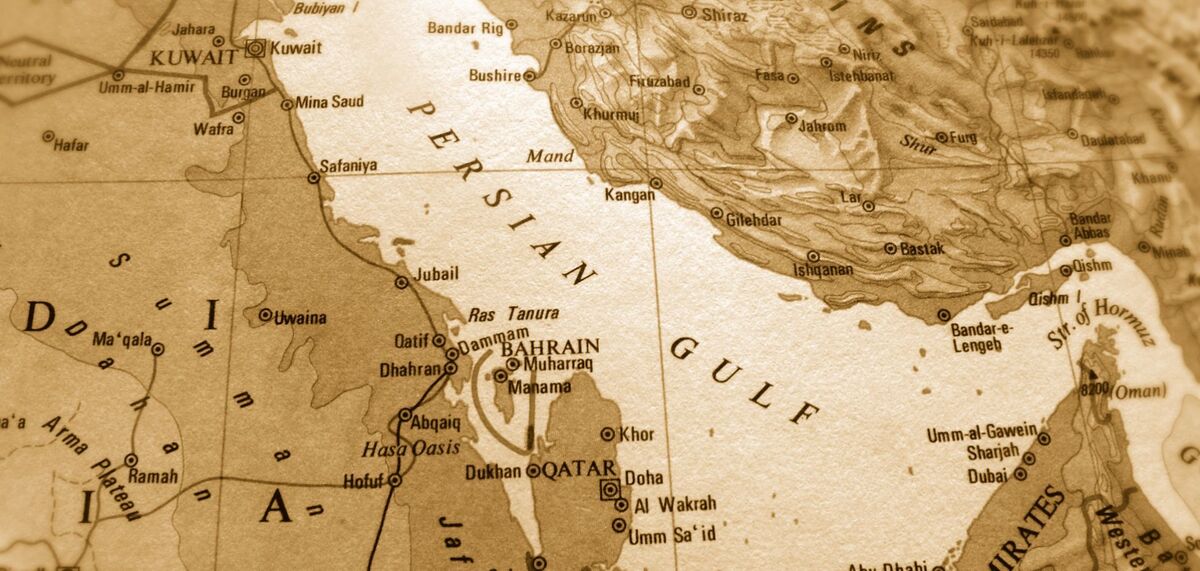 Bubiyan I
Jahara
KUWAIT
Kuwait
Neutral
Territory
Umm-al-Hamir
Burgan
Mina Saud
Wafra
Hafar
Safaniya
Bandar Rig
Kazarun
Shiraz
Borazjan
Bushire
Khurmuj
Firuzabad
Fasa
Niriz
Istehbanat
Jahrom
Sardabad
Kuh-i-Lalehzar
14350
Furg
Shur
Daulatabad
Mand
Kangan
Gilehdar
Lar
Bastak
Ishqanan
Bandar
Abbas
Minab
Qishm
Qishm I
Bandar-e-
Lengeh
Str. of Hormuz
8200
(Oman)
PERSIAN
GULF
Jubail
Ras Tanura
Uwaina
Ma'qala
Qatif
Dammam
BAHRAIN
Muharraq
Manama
Dhahran
Abqaiq
Hasa Oasis
Hofuf
Arma Plateau
Ramah
Summan
Dahna
D I
I A
Khor
Dukhan
QATAR
Doha
Al Wakrah
Umm Sa'id
Jaf
Umm-al-Gawein
Sharjah
Dubai
Abu Dhabi
MIRATES
Western
Ba
G
INS